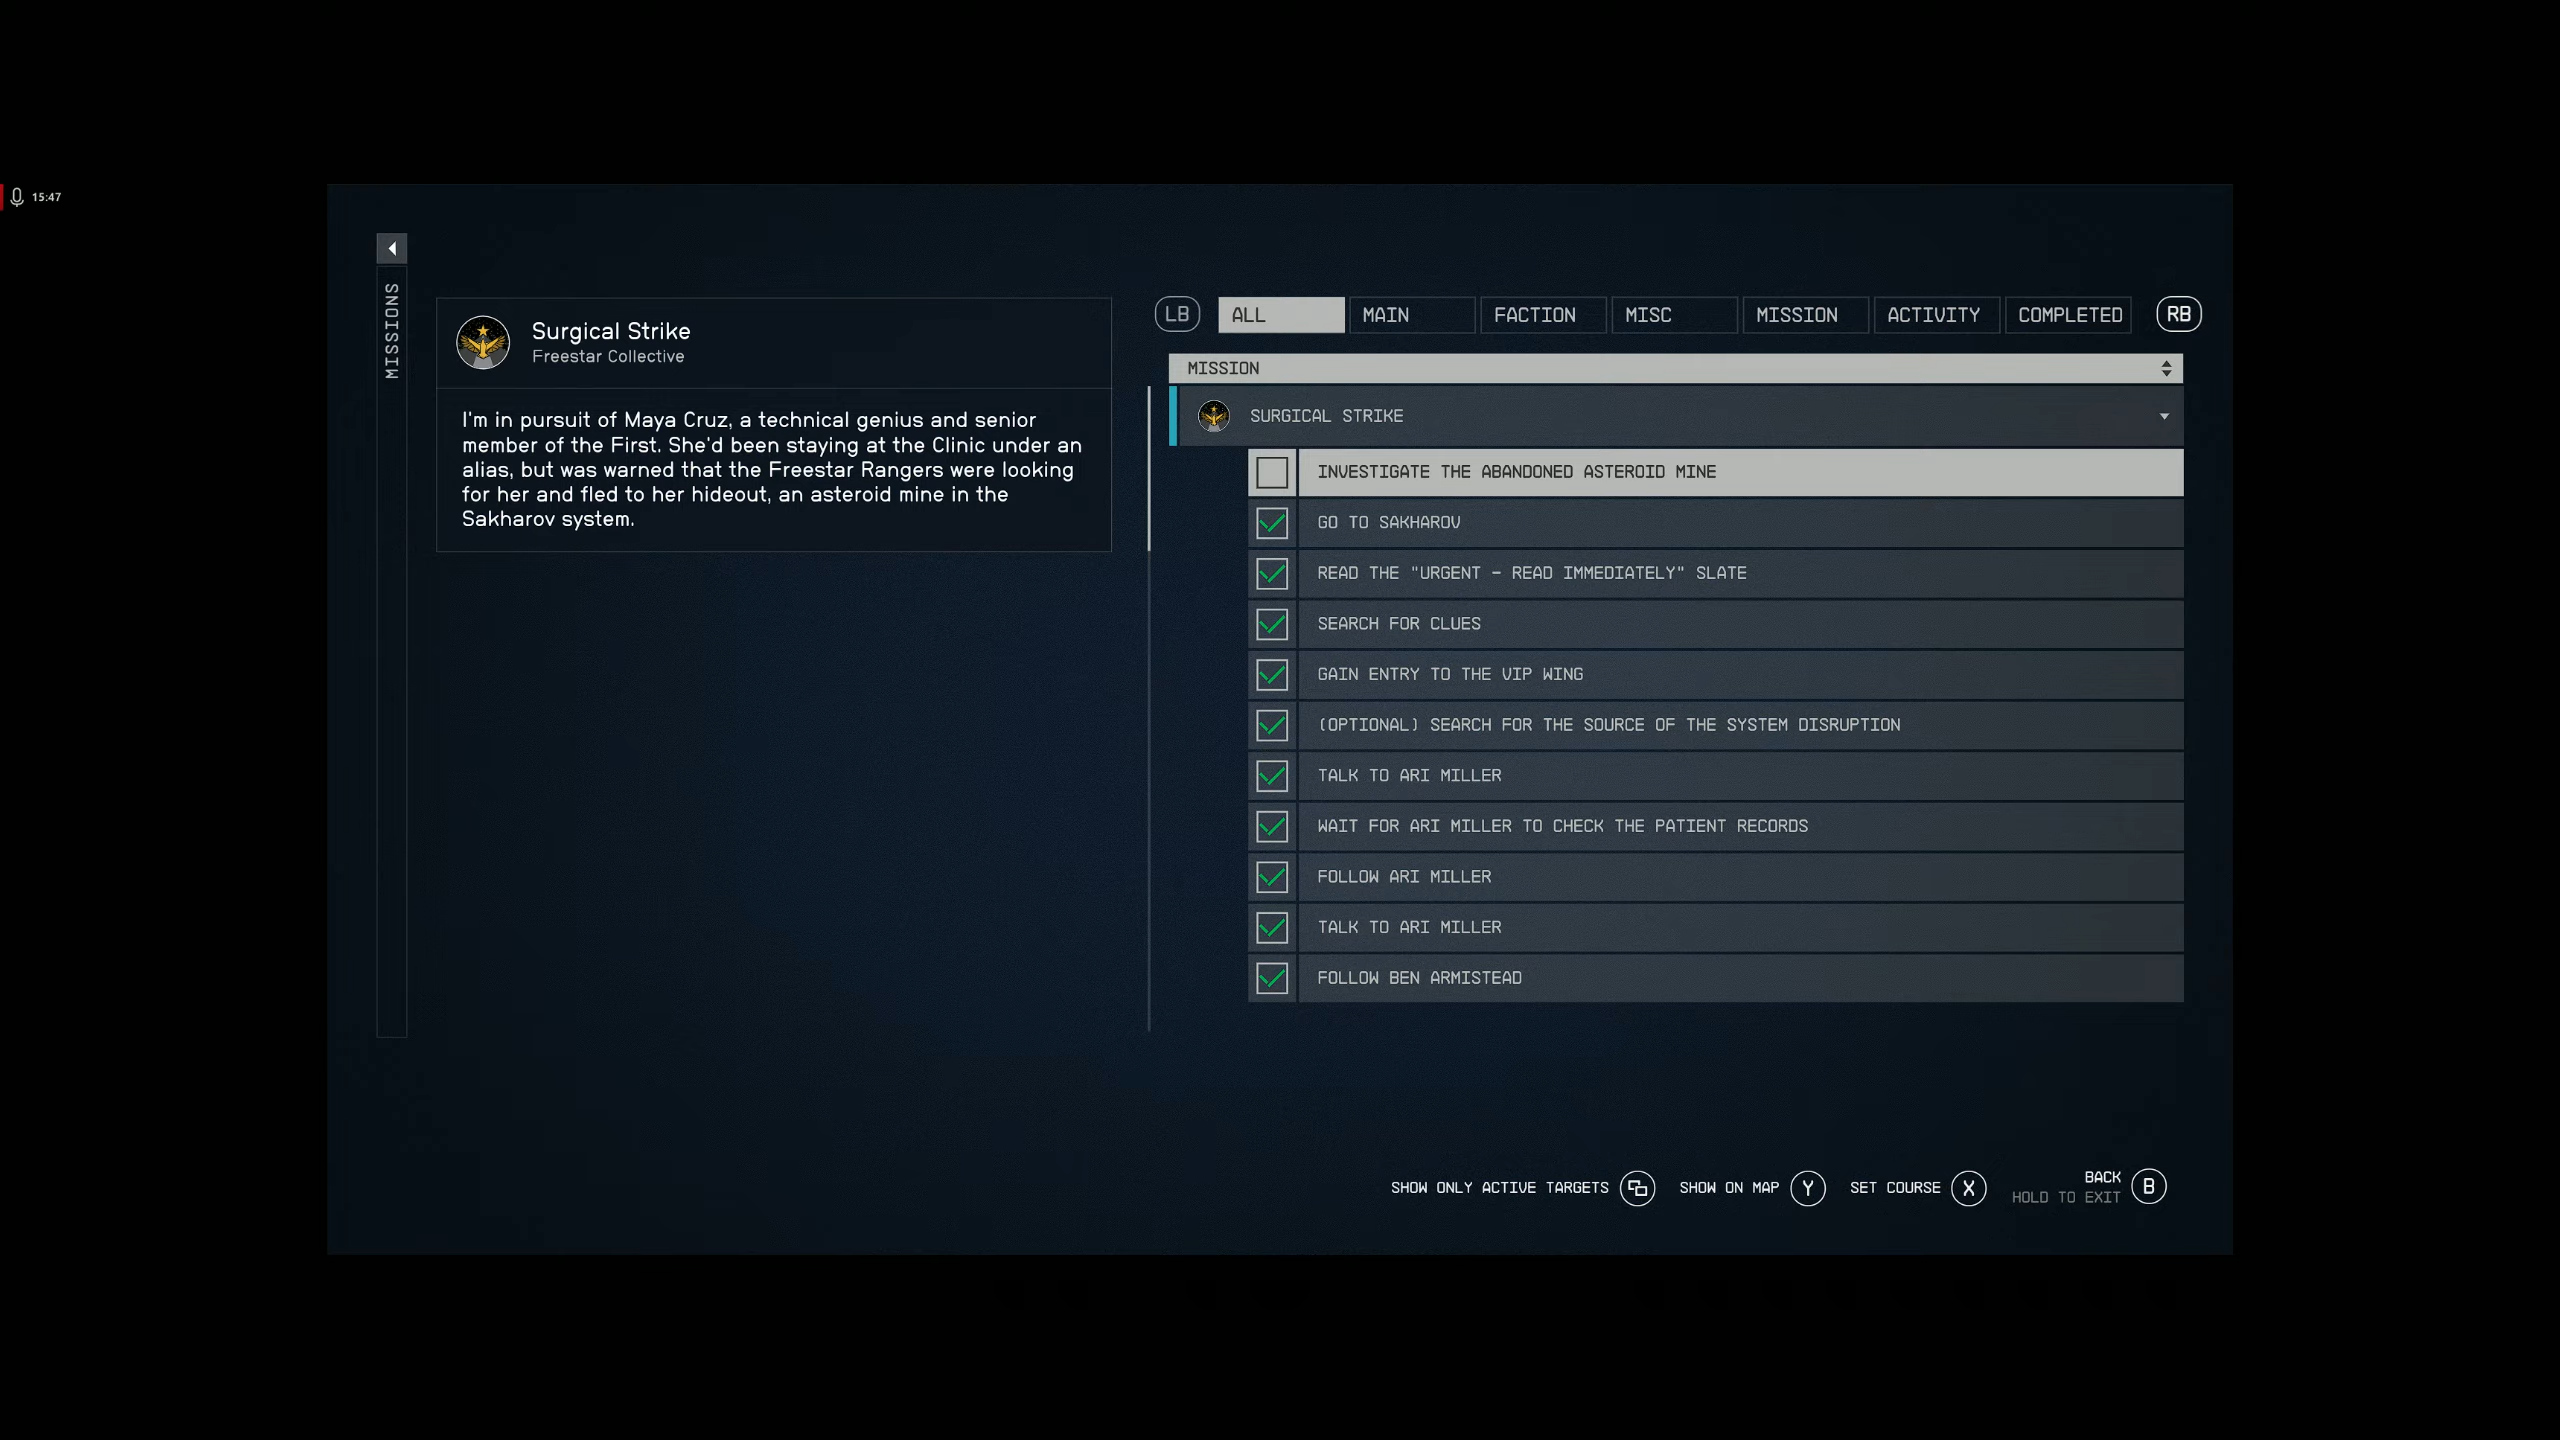 15:47
MISSIONS
Surgical Strike
Freestar Collective
I'm in pursuit of Maya Cruz, a technical genius and senior
member of the First. She'd been staying at the Clinic under an
alias, but was warned that the Freestar Rangers were looking
for her and fled to her hideout, an asteroid mine in the
Sakharov system.
LB ALL MAIN FACTION MISC MISSION ACTIVITY COMPLETED RB
MISSION
SURGICAL STRIKE
INVESTIGATE THE ABANDONED ASTEROID MINE
GO TO SAKHAROV
READ THE "URGENT - READ IMMEDIATELY" SLATE
SEARCH FOR CLUES
GAIN ENTRY TO THE VIP WING
(OPTIONAL) SEARCH FOR THE SOURCE OF THE SYSTEM DISRUPTION
TALK TO ARI MILLER
WAIT FOR ARI MILLER TO CHECK THE PATIENT RECORDS
FOLLOW ARI MILLER
TALK TO ARI MILLER
FOLLOW BEN ARMISTEAD
SHOW ONLY ACTIVE TARGETS SHOW ON MAP Y SET COURSE X BACK B
HOLD TO EXIT